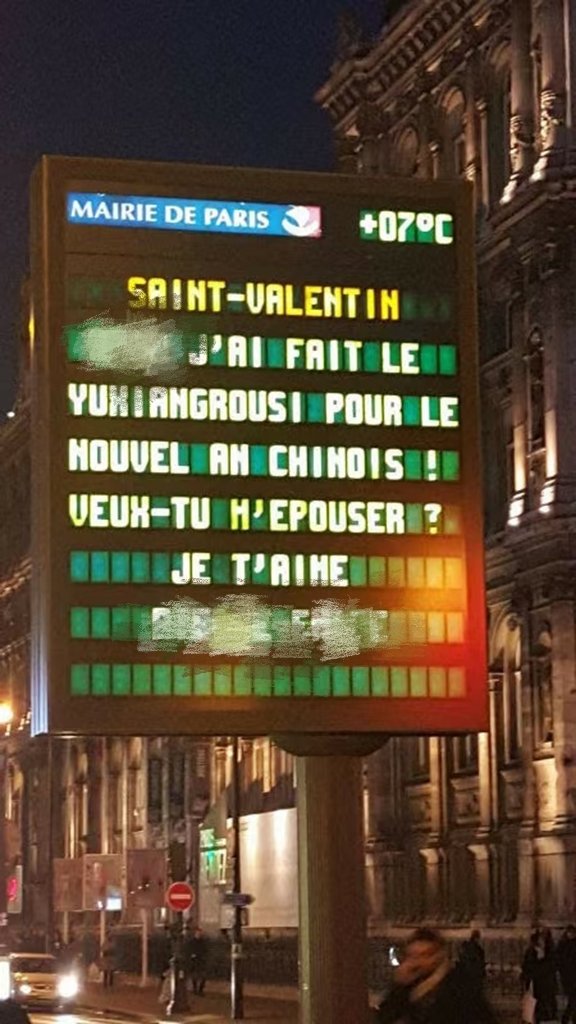 MAIRIE DE PARIS
+07°C
SAINT-VALENTIN
J'AI FAIT LE
YUXIANGROUSI POUR LE
NOUVEL AN CHINOIS !
VEUX-TU M'EPOUSER ?
JE T'AIME